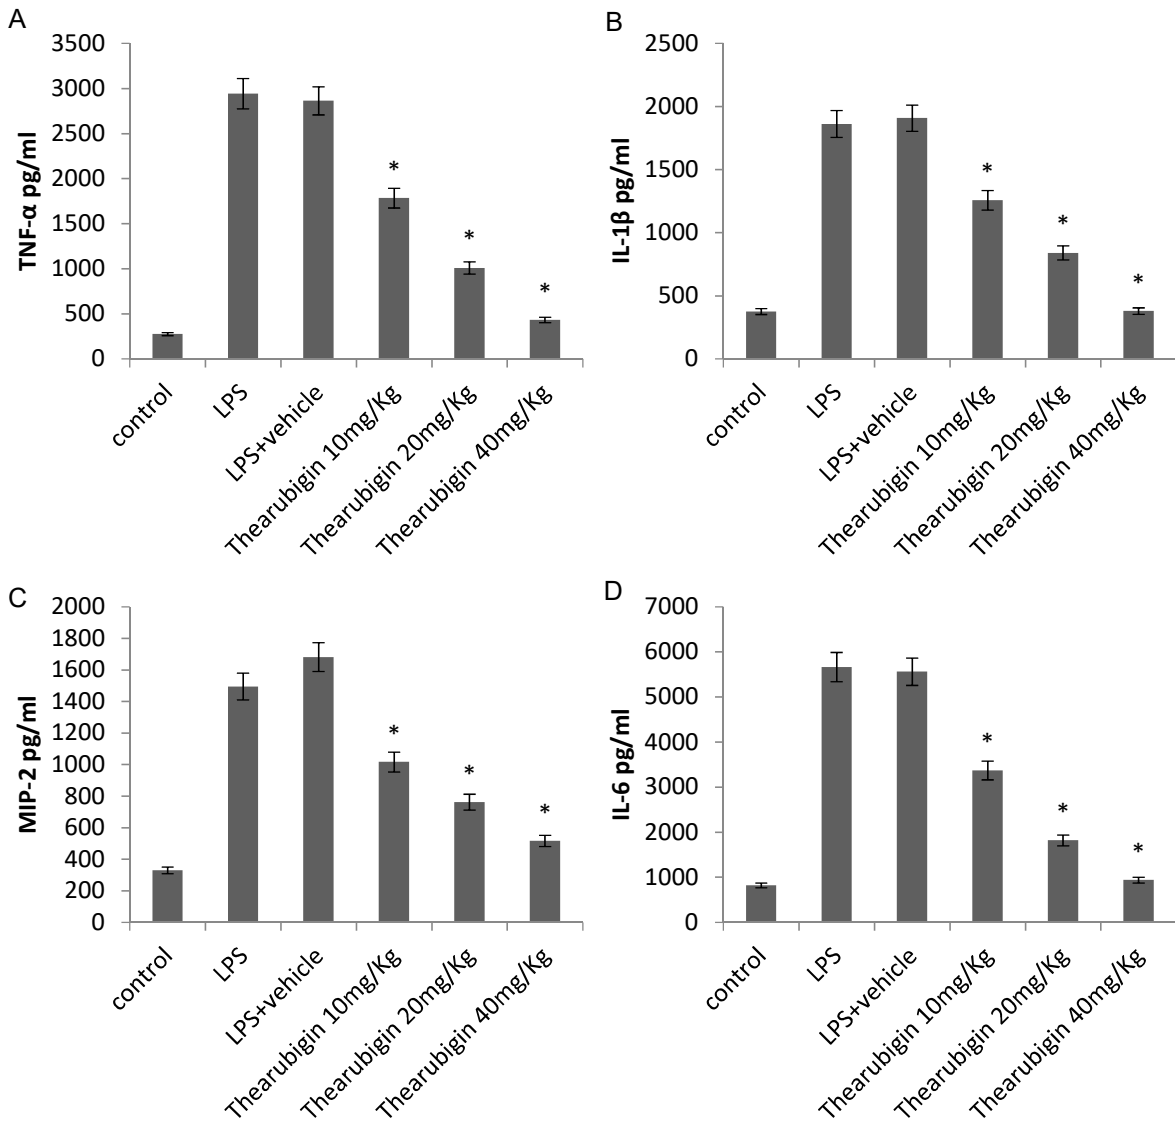 A
TNF-α pg/ml
3500
3000
2500
2000
1500
1000
500
0
*
*
*
control
LPS
LPS+vehicle
Thearubigin 10mg/Kg
Thearubigin 20mg/Kg
Thearubigin 40mg/Kg
B
IL-1β pg/ml
2500
2000
1500
1000
500
0
*
*
*
control
LPS
LPS+vehicle
Thearubigin 10mg/Kg
Thearubigin 20mg/Kg
Thearubigin 40mg/Kg
C
MIP-2 pg/ml
2000
1800
1600
1400
1200
1000
800
600
400
200
0
*
*
*
control
LPS
LPS+vehicle
Thearubigin 10mg/Kg
Thearubigin 20mg/Kg
Thearubigin 40mg/Kg
D
IL-6 pg/ml
7000
6000
5000
4000
3000
2000
1000
0
*
*
*
control
LPS
LPS+vehicle
Thearubigin 10mg/Kg
Thearubigin 20mg/Kg
Thearubigin 40mg/Kg